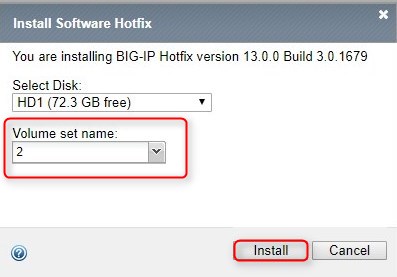 Install Software Hotfix
You are installing BIG-IP Hotfix version 13.0.0 Build 3.0.1679
Select Disk:
HD1 (72.3 GB free)
Volume set name:
2
Install Cancel